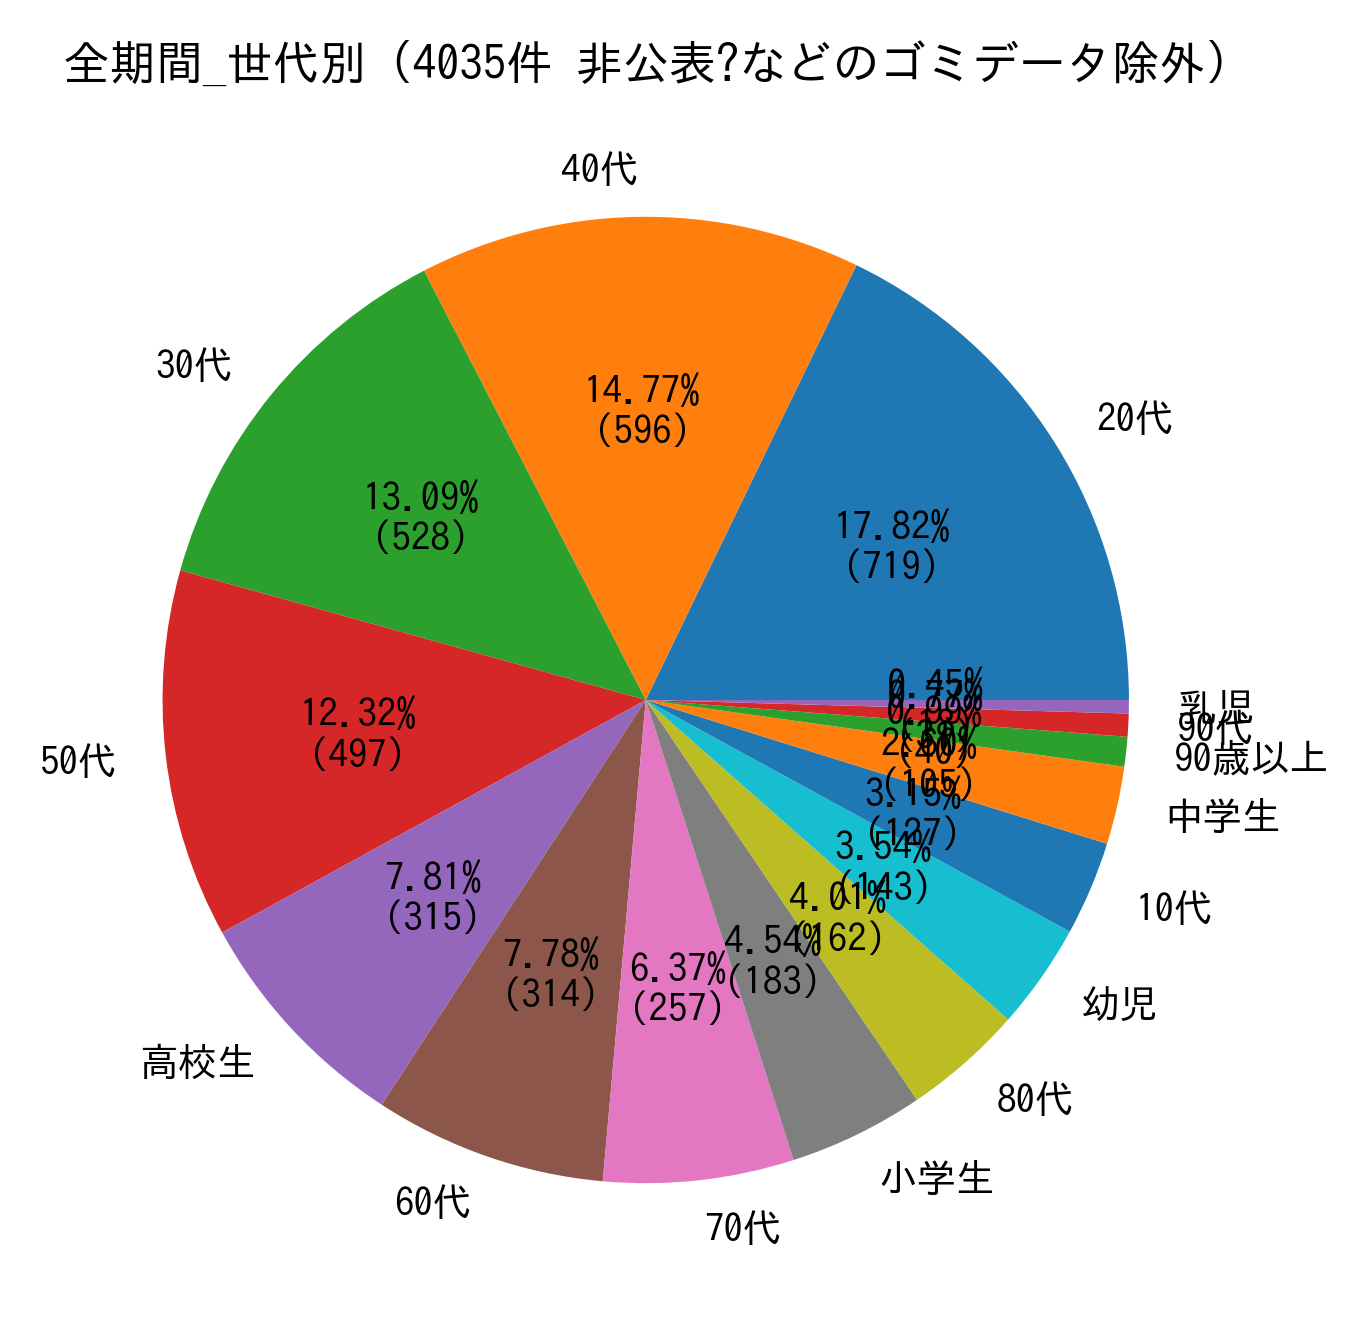 全期間_世代別 (4035件 非公表?などのゴミデータ除外)
40代
30代
20代
14.77%
(596)
13.09%
(528)
17.82%
(719)
12.32%
(497)
50代
0.45%
乳児
90代
90歳以上
中学生
(105)
3.15%
(127)
3.54%
(143)
4.01%
(162)
4.54%
(183)
7.81%
(315)
7.78%
(314)
6.37%
(257)
10代
幼児
高校生
80代
小学生
60代
70代